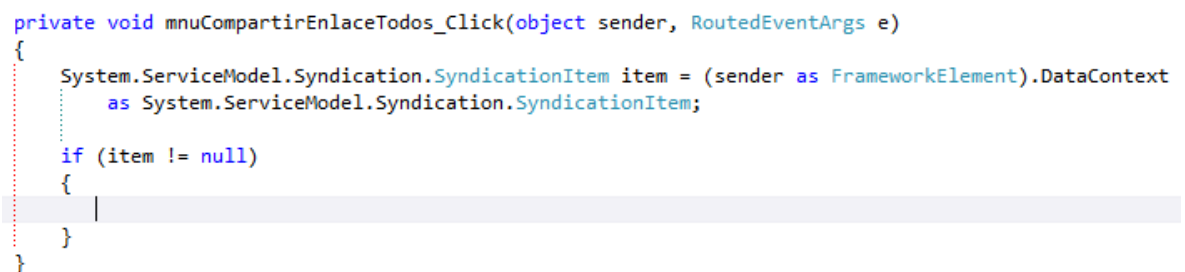 private void mnuCompartirEnlaceTodos_Click(object sender, RoutedEventArgs e)
{
    System.ServiceModel.Syndication.SyndicationItem item = (sender as FrameworkElement).DataContext
        as System.ServiceModel.Syndication.SyndicationItem;
    if (item != null)
    {
    }
}